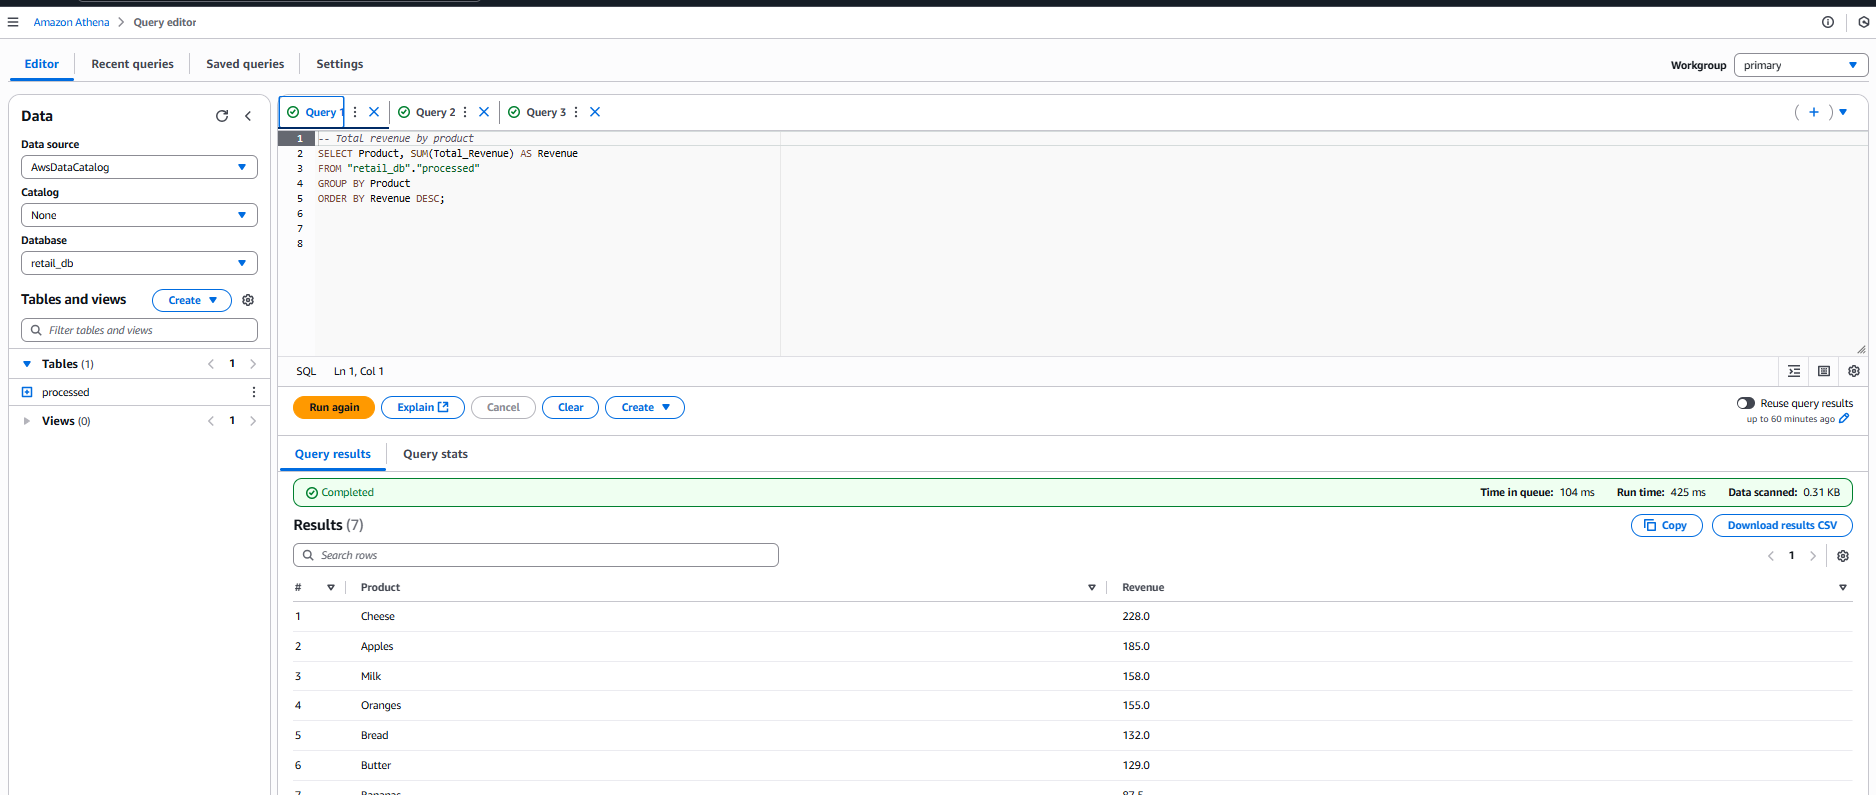 Amazon Athena > Query editor
Editor Recent queries Saved queries Settings
Workgroup primary
Data
Data source
AwsDataCatalog
Catalog
None
Database
retail_db
Tables and views Create
Filter tables and views
Tables (1) < 1 >
processed
Views (0) < 1 >
Query 1 Query 2 Query 3
1 -- Total revenue by product
2 SELECT Product, SUM(Total_Revenue) AS Revenue
3 FROM "retail_db"."processed"
4 GROUP BY Product
5 ORDER BY Revenue DESC;
6
7
8
SQL Ln 1, Col 1
Run again Explain Cancel Clear Create
Reuse query results
up to 60 minutes ago
Query results Query stats
Completed Time in queue: 104 ms Run time: 425 ms Data scanned: 0.31 KB
Results (7) Copy Download results CSV
Search rows < 1 >
# Product Revenue
1 Cheese 228.0
2 Apples 185.0
3 Milk 158.0
4 Oranges 155.0
5 Bread 132.0
6 Butter 129.0
7 Bananas 87.5